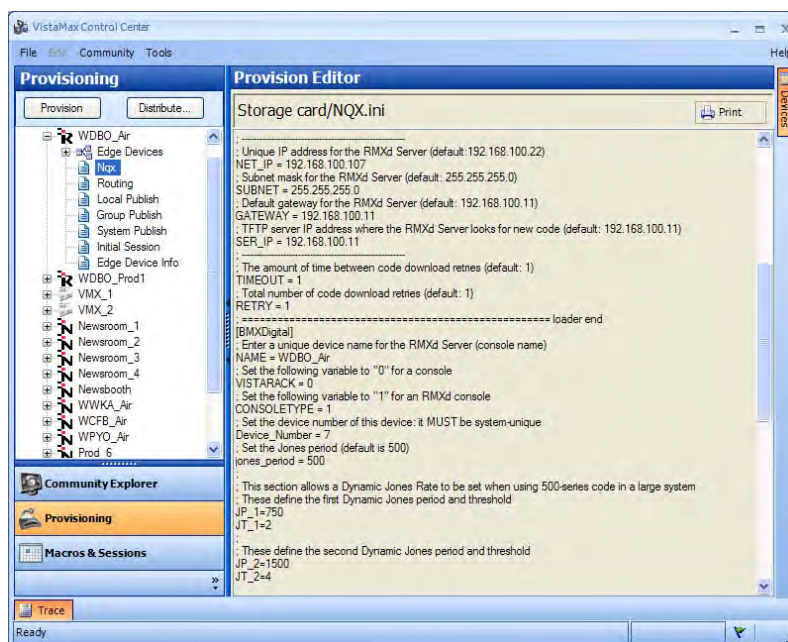 VistaMax Control Center
File Edit Community Tools Help
Provisioning
Provision Distribute...
WDBO_Air
Edge Devices
Nqx
Routing
Local Publish
Group Publish
System Publish
Initial Session
Edge Device Info
WDBO_Prod1
VMX_1
VMX_2
Newsroom_1
Newsroom_2
Newsroom_3
Newsroom_4
Newsbooth
WWKA_Air
WCFB_Air
WPYO_Air
Prod 6
Community Explorer
Provisioning
Macros & Sessions
Provision Editor
Storage card/NQX.ini
Print
; ------------------------------------------------------
; Unique IP address for the RMXd Server (default:192.168.100.22)
NET_IP = 192.168.100.107
; Subnet mask for the RMXd Server (default: 255.255.255.0)
SUBNET = 255.255.255.0
; Default gateway for the RMXd Server (default: 192.168.100.11)
GATEWAY = 192.168.100.11
; TFTP server IP address where the RMXd Server looks for new code (default: 192.168.100.11)
SER_IP = 192.168.100.11
; ------------------------------------------------------
; The amount of time between code download retries (default: 1)
TIMEOUT = 1
; Total number of code download retries (default: 1)
RETRY = 1
; ==================================================== loader end
[BMXDigital]
; Enter a unique device name for the RMXd Server (console name)
NAME = WDBO_Air
; Set the following variable to "0" for a console
VISTARACK = 0
; Set the following variable to "1" for an RMXd console
CONSOLETYPE = 1
; Set the device number of this device: it MUST be system-unique
Device_Number = 7
; Set the Jones period (default is 500)
jones_period = 500
;
; This section allows a Dynamic Jones Rate to be set when using 500-series code in a large system
; These define the first Dynamic Jones period and threshold
JP_1=750
JT_1=2
;
; These define the second Dynamic Jones period and threshold
JP_2=1500
JT_2=4
Devices
Trace
Ready